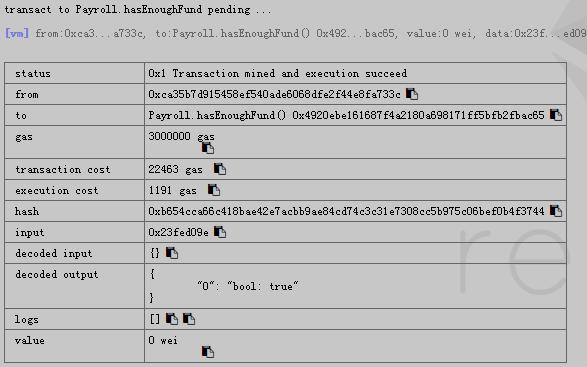 transact to Payroll.hasEnoughFund pending ...
[vm] from:0xca3...a733c, to:Payroll.hasEnoughFund() 0x492...bac65, value:0 wei, data:0x23f...ed09
status 0x1 Transaction mined and execution succeed
from 0xca35b7d915458ef540ade6068dfe2f44e8fa733c
to Payroll.hasEnoughFund() 0x4920ebe161687f4a2180a698171ff5bfb2fbac65
gas 3000000 gas
transaction cost 22463 gas
execution cost 1191 gas
hash 0xb654cca66c418bae42e7acbb9ae84cd74c3c31e7308cc5b975c06bef0b4f3744
input 0x23fed09e
decoded input {}
decoded output {
"0": "bool: true"
}
logs []
value 0 wei
re